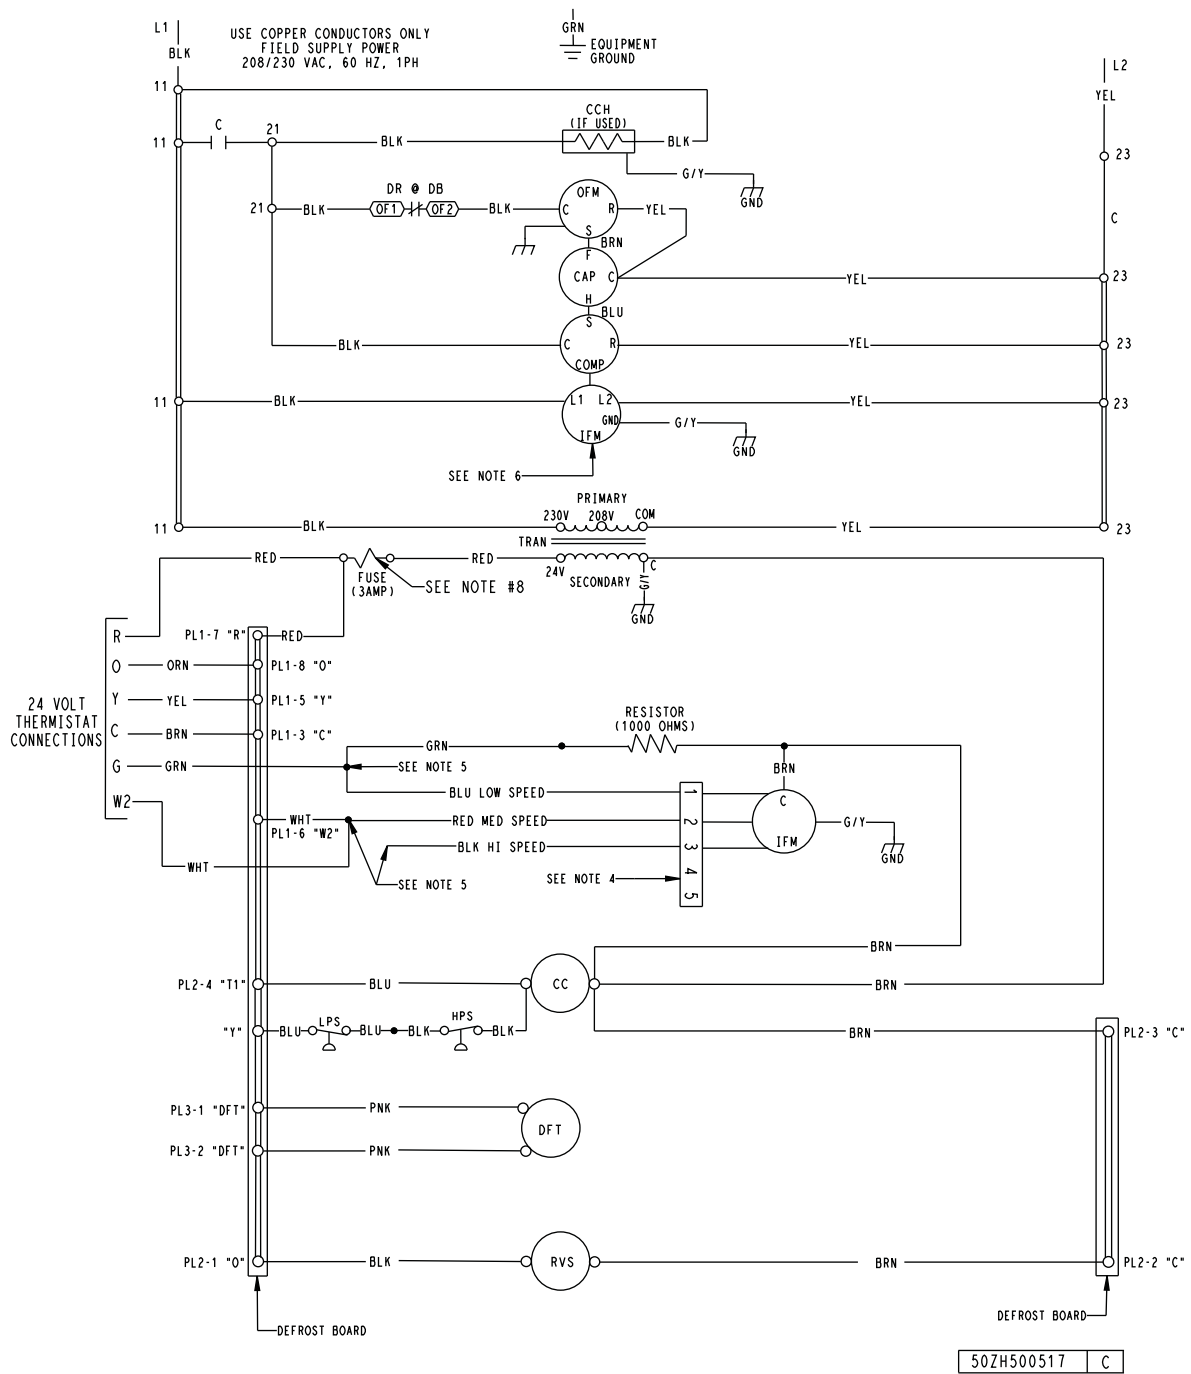 L1
BLK
USE COPPER CONDUCTORS ONLY
FIELD SUPPLY POWER
208/230 VAC, 60 HZ, 1PH
GRN
EQUIPMENT
GROUND
L2
YEL
11
CCH
(IF USED)
11
C
21
BLK
BLK
23
G/Y
GND
DR @ DB
21
BLK
OF1
OF2
BLK
OFM
C
R
S
YEL
C
BRN
F
CAP
C
H
YEL
23
BLU
S
BLK
C
R
COMP
YEL
23
11
BLK
L1
L2
GND
IFM
YEL
23
G/Y
GND
SEE NOTE 6
PRIMARY
230V
208V
COM
11
BLK
YEL
23
TRAN
RED
RED
24V
SECONDARY
C
FUSE
(3AMP)
SEE NOTE #8
G/Y
GND
24 VOLT
THERMISTAT
CONNECTIONS
R
PL1-7 "R"
RED
O
ORN
PL1-8 "O"
Y
YEL
PL1-5 "Y"
C
BRN
PL1-3 "C"
G
GRN
W2
WHT
RESISTOR
(1000 OHMS)
GRN
SEE NOTE 5
BRN
BLU LOW SPEED
1
C
WHT
PL1-6 "W2"
RED MED SPEED
2
IFM
G/Y
GND
BLK HI SPEED
3
SEE NOTE 5
SEE NOTE 4
4
5
BRN
PL2-4 "T1"
BLU
CC
BRN
"Y"
BLU
LPS
BLU
BLK
HPS
BLK
BRN
PL2-3 "C"
PL3-1 "DFT"
PNK
DFT
PL3-2 "DFT"
PNK
PL2-1 "O"
BLK
RVS
BRN
PL2-2 "C"
DEFROST BOARD
DEFROST BOARD
50ZH500517
C